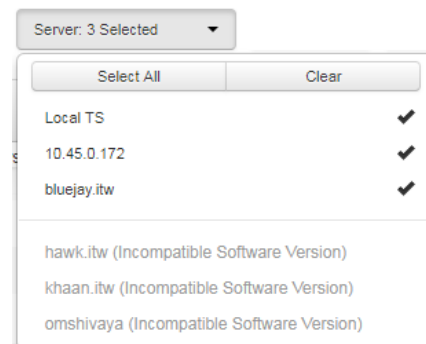 Server: 3 Selected
Select All Clear
Local TS
10.45.0.172
bluejay.itw
hawk.itw (Incompatible Software Version)
khaan.itw (Incompatible Software Version)
omshivaya (Incompatible Software Version)